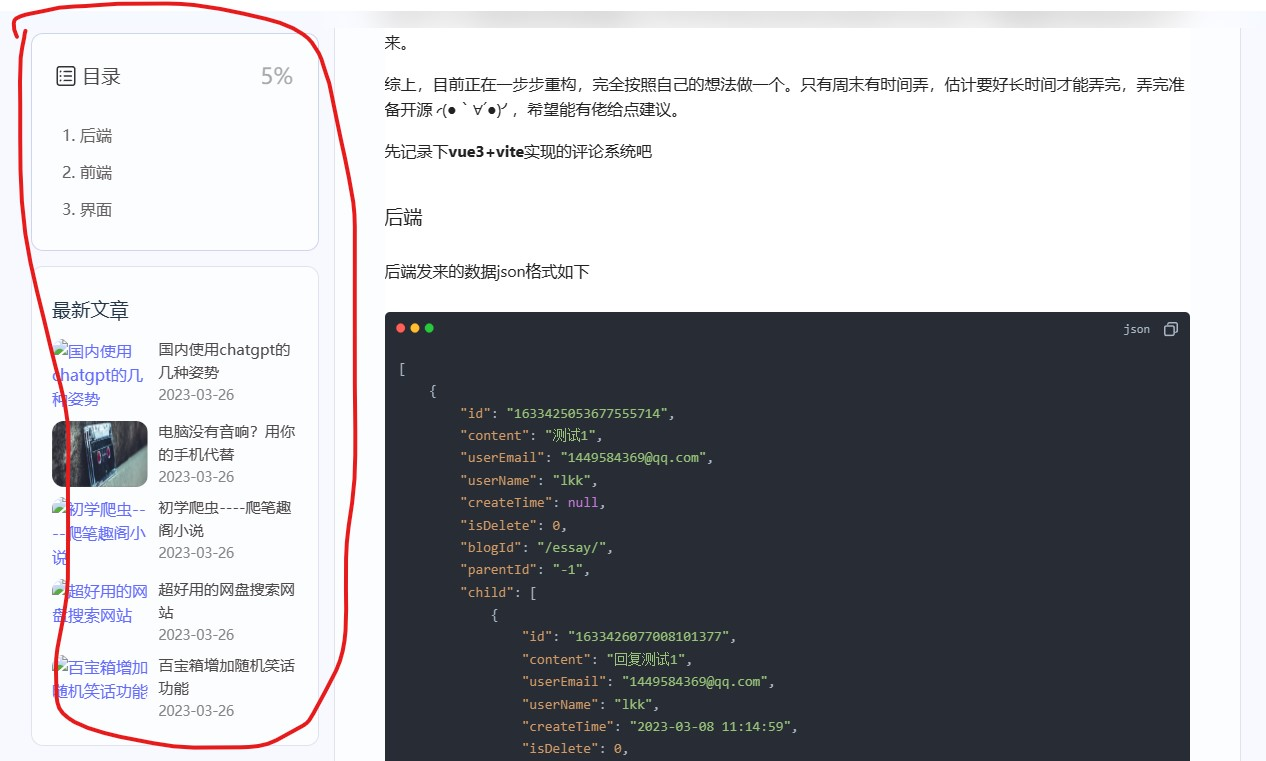 目录
5%
1. 后端
2. 前端
3. 界面
最新文章
国内使用
chatgpt的几
种姿势
国内使用chatgpt的
几种姿势
2023-03-26
电脑没有音响？用你
的手机代替
2023-03-26
初学爬虫--
--爬笔趣阁小
说
初学爬虫----爬笔趣
阁小说
2023-03-26
超好用的网
盘搜索网站
超好用的网盘搜索网
站
2023-03-26
百宝箱增加
随机笑话功能
百宝箱增加随机笑话
功能
2023-03-26
来。
综上，目前正在一步步重构，完全按照自己的想法做一个。只有周末有时间弄，估计要好长时间才能弄完，弄完准
备开源╭(●｀∀´●)╯，希望能有佬给点建议。
先记录下vue3+vite实现的评论系统吧
后端
后端发来的数据json格式如下
json
[
{
"id": "1633425053677555714",
"content": "测试1",
"userEmail": "1449584369@qq.com",
"userName": "lkk",
"createTime": null,
"isDelete": 0,
"blogId": "/essay/",
"parentId": "-1",
"child": [
{
"id": "1633426077008101377",
"content": "回复测试1",
"userEmail": "1449584369@qq.com",
"userName": "lkk",
"createTime": "2023-03-08 11:14:59",
"isDelete": 0,